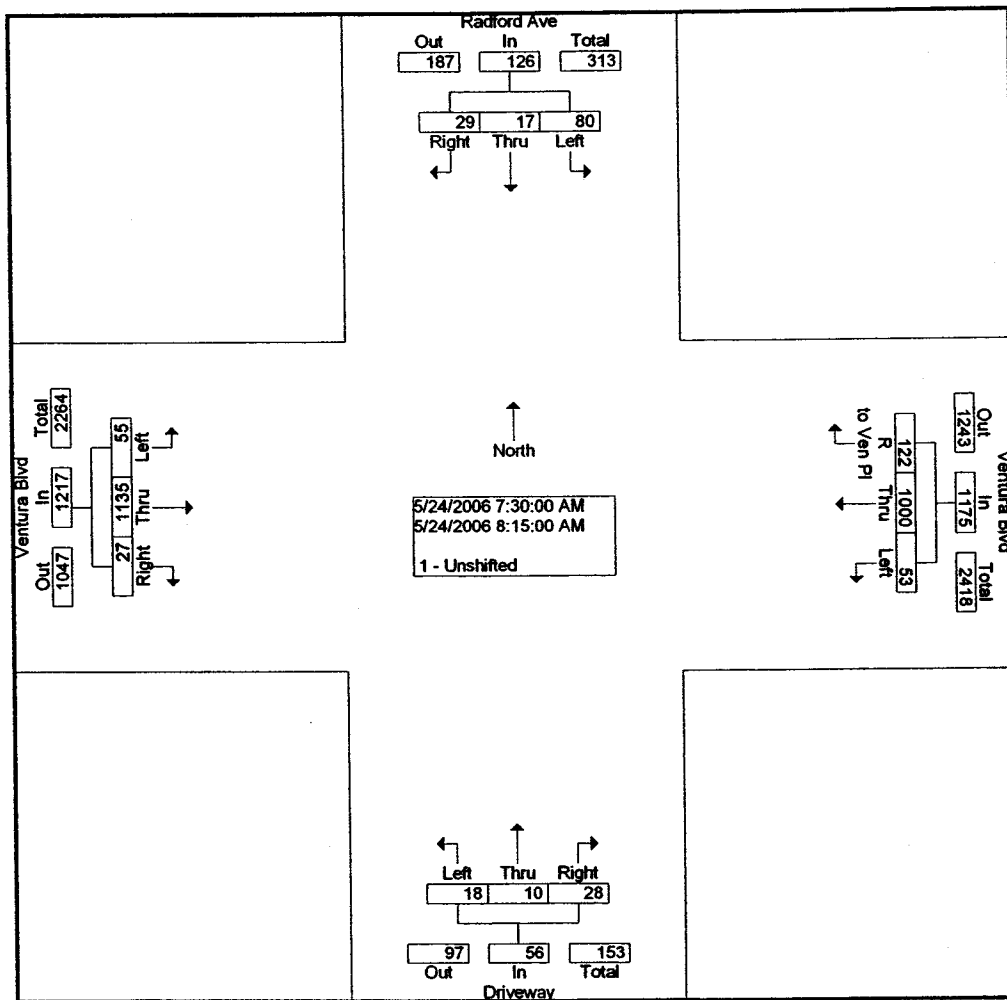 Radford Ave
Out In Total
187 126 313
29 17 80
Right Thru Left
Ventura Blvd
Out In Total
1047 1217 2264
27 1135 55
Right Thru Left
North
5/24/2006 7:30:00 AM
5/24/2006 8:15:00 AM
1 - Unshifted
to Ven Pl
R Thru Left
122 1000 53
Out In Total
1243 1175 2418
Ventura Blvd
Left Thru Right
18 10 28
97 56 153
Out In Total
Driveway